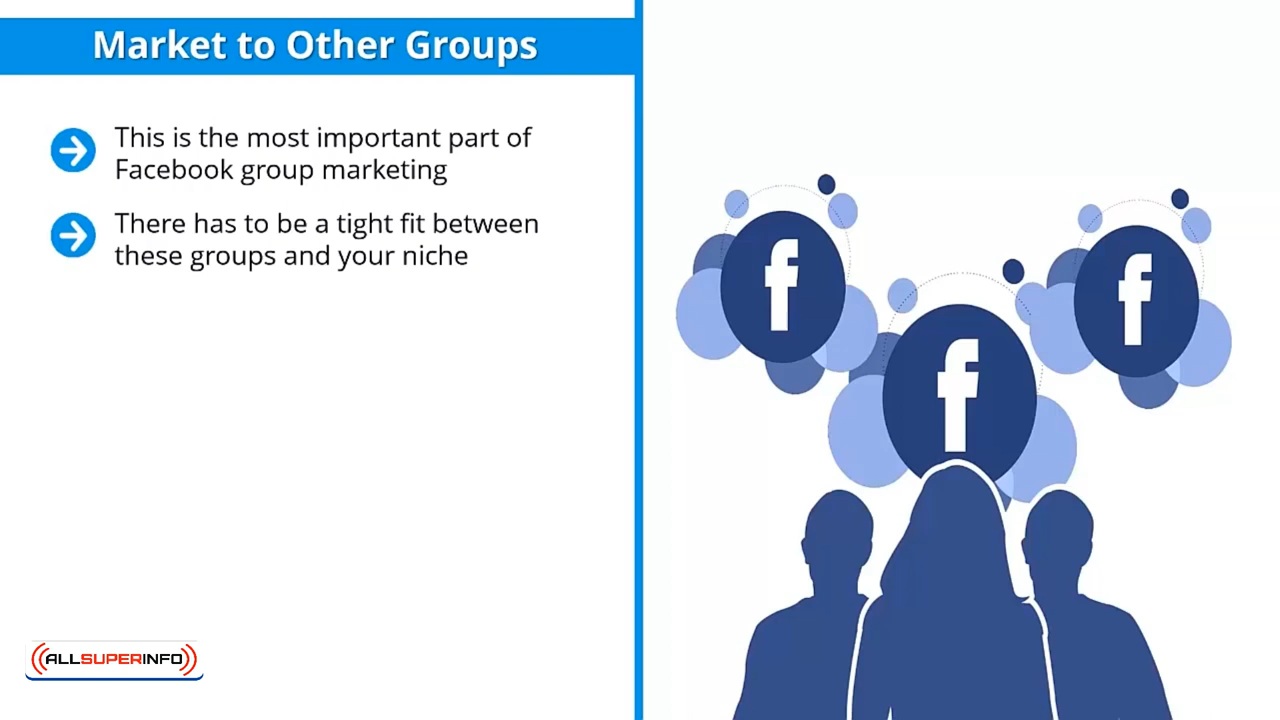 Market to Other Groups
This is the most important part of
Facebook group marketing
There has to be a tight fit between
these groups and your niche
f
f
f
ALLSUPERINFO